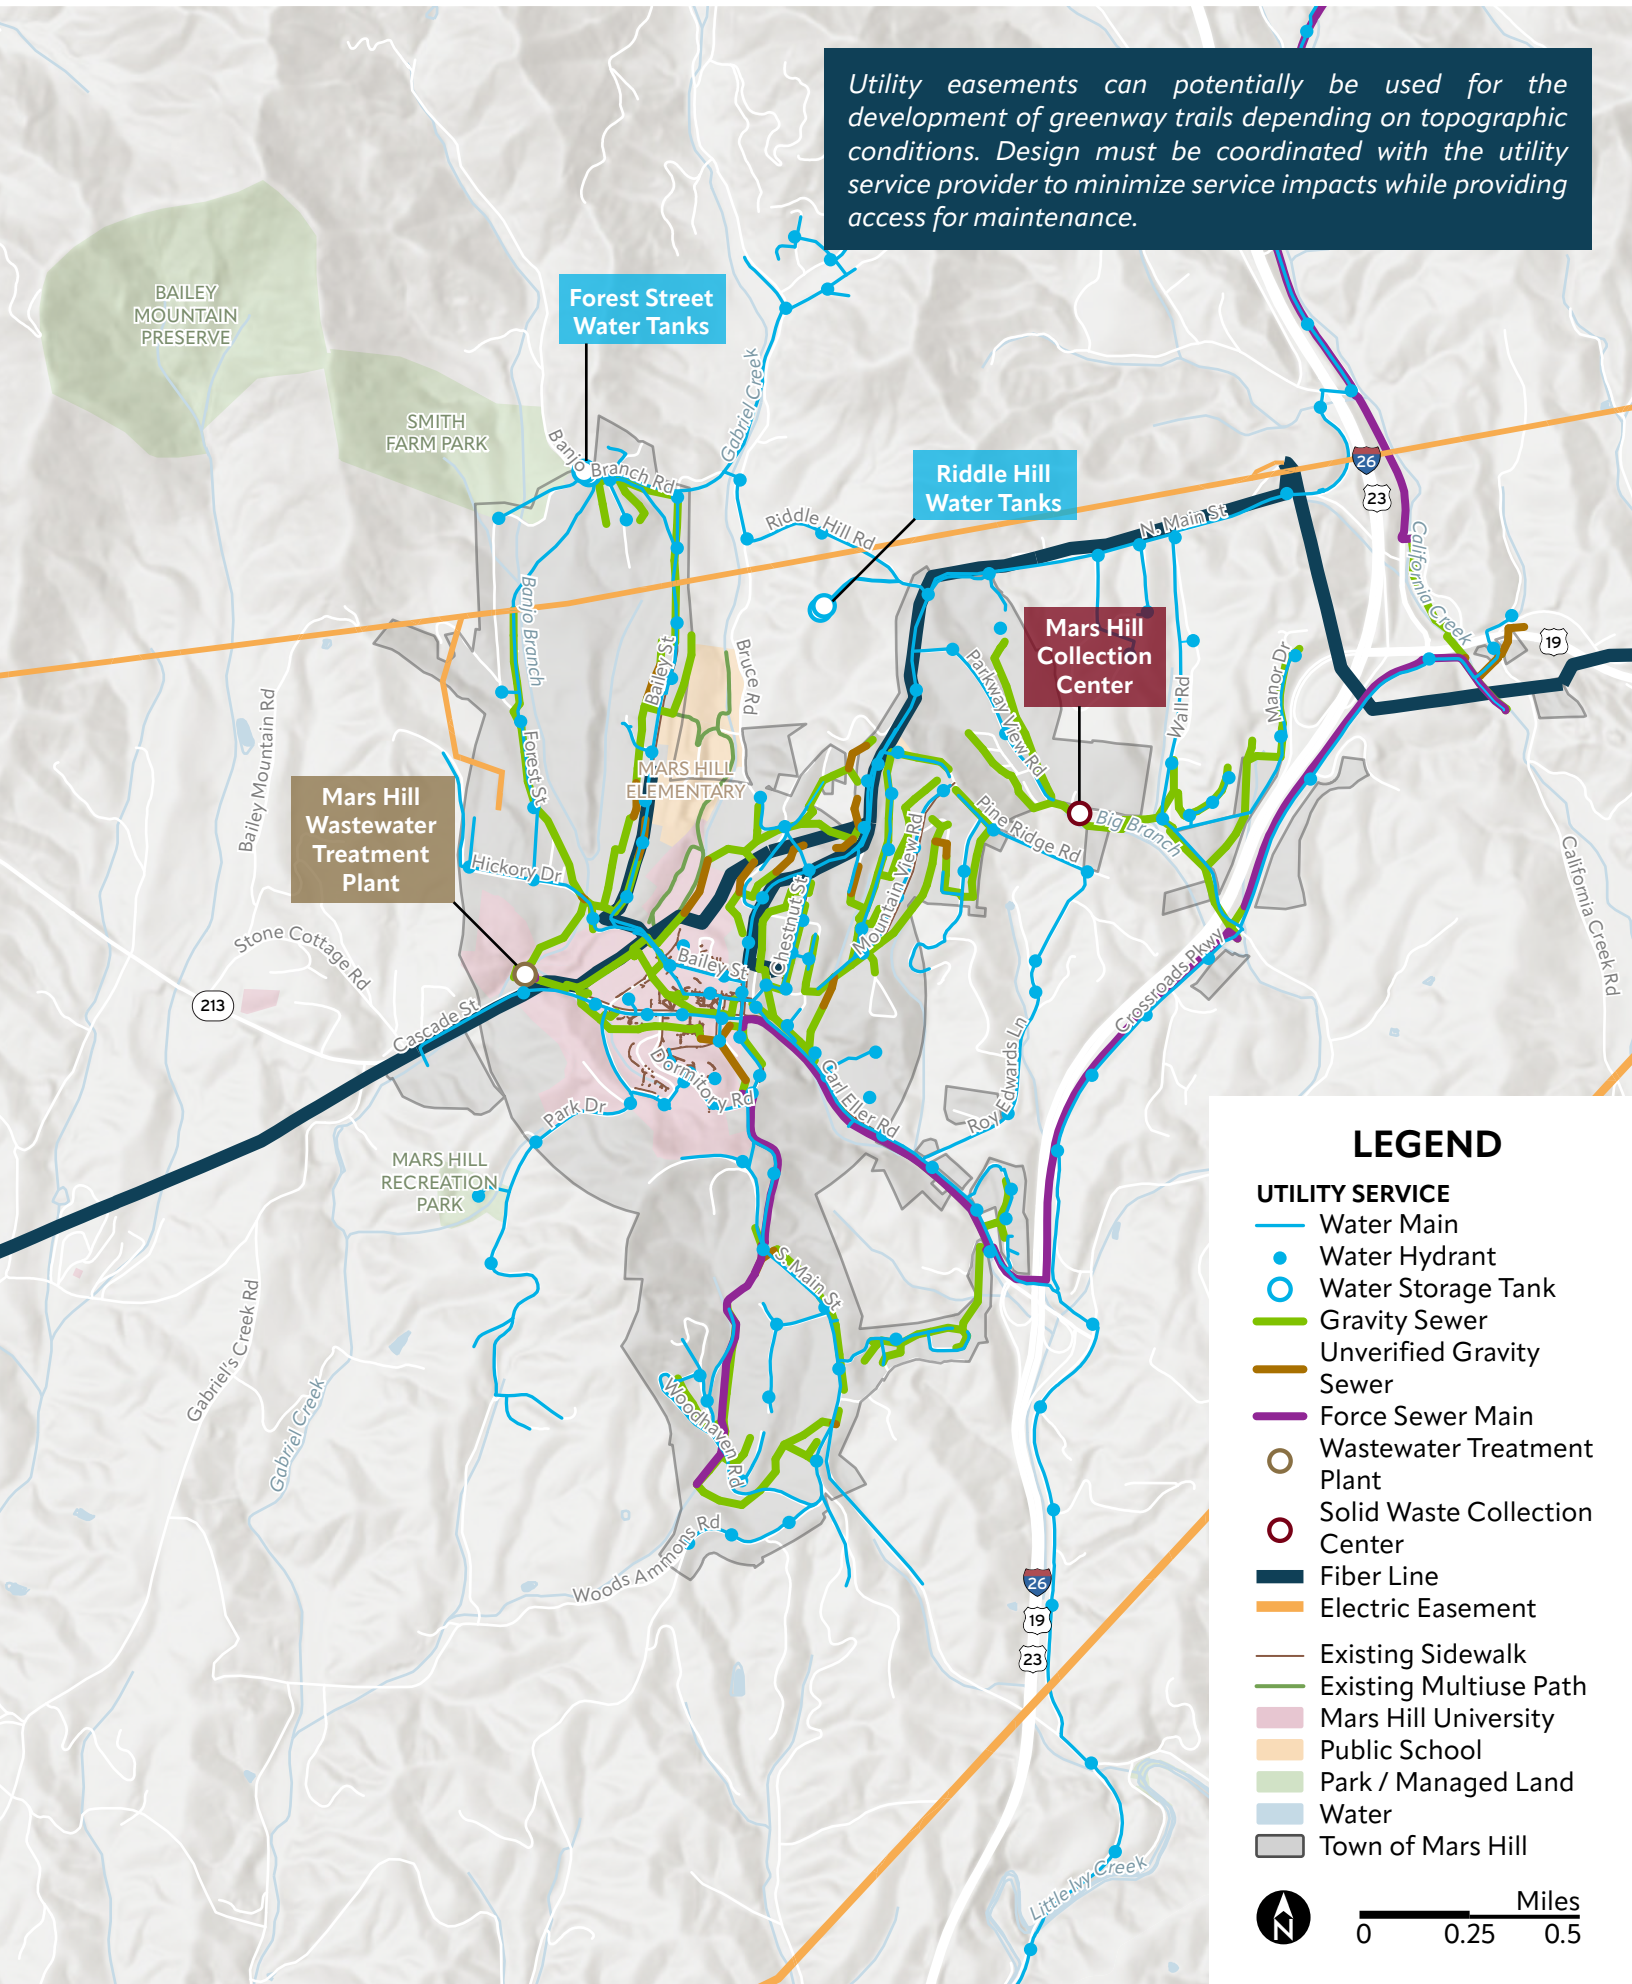 Utility easements can potentially be used for the
development of greenway trails depending on topographic
conditions. Design must be coordinated with the utility
service provider to minimize service impacts while providing
access for maintenance.
BAILEY
MOUNTAIN
PRESERVE
Forest Street
Water Tanks
Gabriel Creek
SMITH
FARM PARK
Banjo Branch Rd
Riddle Hill
Water Tanks
26
23
N. Main St
Riddle Hill Rd
California Creek
Banjo Branch
Mars Hill
Collection
Center
19
Bailey St
Bruce Rd
Parkway View Rd
Wall Rd
Manor Dr
Bailey Mountain Rd
Forest St
MARS HILL
ELEMENTARY
Mars Hill
Wastewater
Treatment
Plant
Pine Ridge Rd
Big Branch
Mountain View Rd
Hickory Dr
California Creek Rd
Chestnut St
Stone Cottage Rd
Bailey St
Crossroads Pkwy
213
Cascade St
Dormitory Rd
Carl Eller Rd
Roy Edwards Ln
Park Dr
MARS HILL
RECREATION
PARK
S. Main St
Gabriel's Creek Rd
Gabriel Creek
Woodhaven Rd
Woods Ammons Rd
26
19
23
Little Ivy Creek
LEGEND
UTILITY SERVICE
Water Main
Water Hydrant
Water Storage Tank
Gravity Sewer
Unverified Gravity
Sewer
Force Sewer Main
Wastewater Treatment
Plant
Solid Waste Collection
Center
Fiber Line
Electric Easement
Existing Sidewalk
Existing Multiuse Path
Mars Hill University
Public School
Park / Managed Land
Water
Town of Mars Hill
N
Miles
0 0.25 0.5